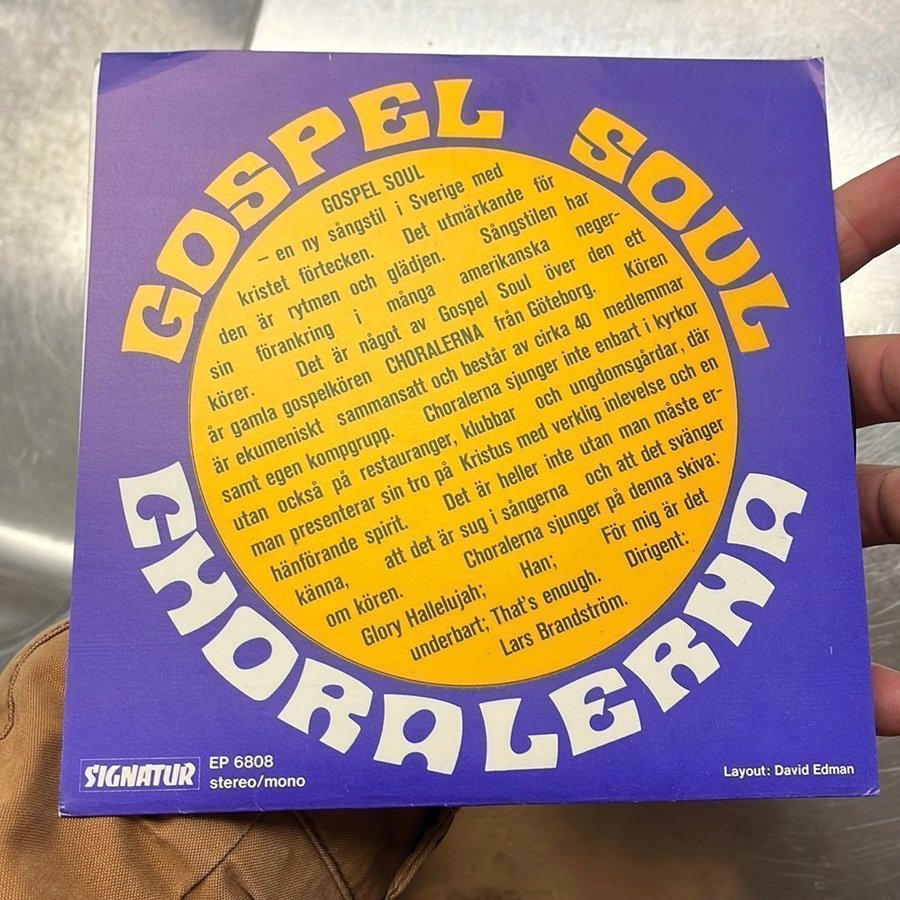 GOSPEL SOUL
GOSPEL SOUL
– en ny sångstil i Sverige med
kristet förtecken. Det utmärkande för
den är rytmen och glädjen. Sångstilen har
sin förankring i många amerikanska neger-
körer. Det är något av Gospel Soul över den ett
år gamla gospelkören CHORALERNA från Göteborg. Kören
är ekumeniskt sammansatt och består av cirka 40 medlemmar
samt egen kompgrupp. Choralerna sjunger inte enbart i kyrkor
utan också på restauranger, klubbar och ungdomsgårdar, där
man presenterar sin tro på Kristus med verklig inlevelse och en
hänförande spirit. Det är heller inte utan man måste er-
känna, att det är sug i sångerna och att det svänger
om kören. Choralerna sjunger på denna skiva:
Glory Hallelujah; Han; För mig är det
underbart; That's enough. Dirigent:
Lars Brandström.
CHORALERNA
SIGNATUR
EP 6808
stereo/mono
Layout: David Edman